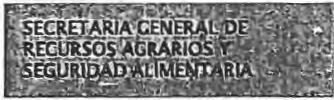 SECRETARIA GENERAL DE
RECURSOS AGRARIOS Y
SEGURIDAD ALIMENTARIA